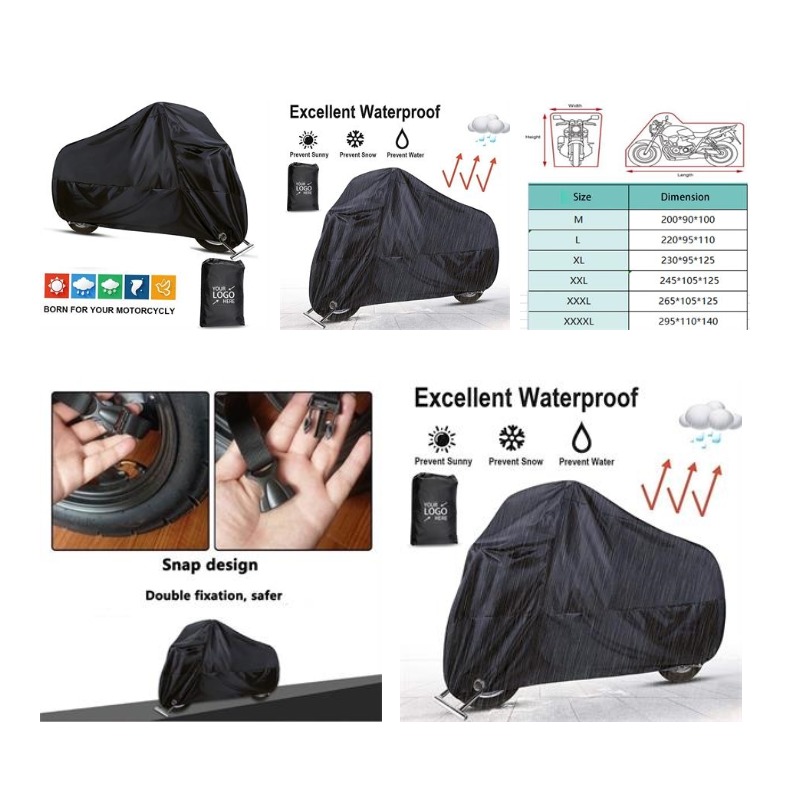 BORN FOR YOUR MOTORCYCLY
YOUR
LOGO
HERE
Excellent Waterproof
Prevent Sunny Prevent Snow Prevent Water
YOUR
LOGO
HERE
Width
Height
Length
Size Dimension
M 200*90*100
L 220*95*110
XL 230*95*125
XXL 245*105*125
XXXL 265*105*125
XXXXL 295*110*140
Snap design
Double fixation, safer
Excellent Waterproof
Prevent Sunny Prevent Snow Prevent Water
YOUR
LOGO
HERE